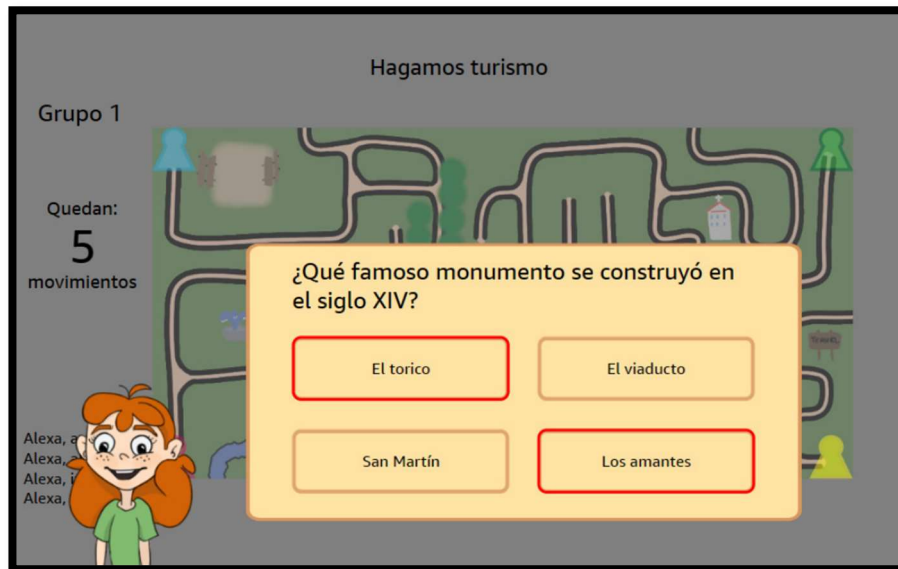 Hagamos turismo
Grupo 1
Quedan:
5
movimientos
¿Qué famoso monumento se construyó en
el siglo XIV?
El torico
El viaducto
San Martín
Los amantes
Alexa, a
Alexa,
Alexa, i
Alexa,